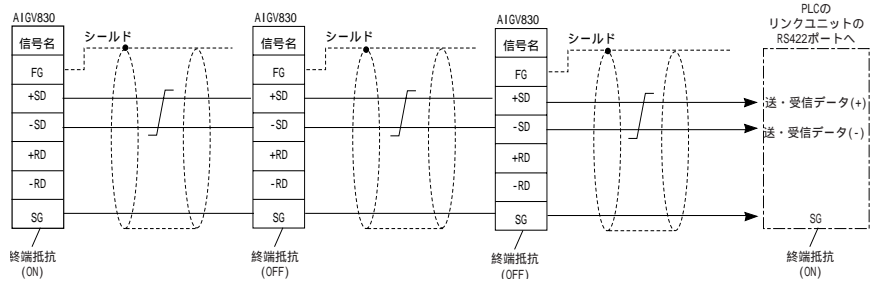 AIGV830
信号名
FG
+SD
-SD
+RD
-RD
SG
終端抵抗
(ON)
シールド
AIGV830
信号名
FG
+SD
-SD
+RD
-RD
SG
終端抵抗
(OFF)
シールド
AIGV830
信号名
FG
+SD
-SD
+RD
-RD
SG
終端抵抗
(OFF)
シールド
PLCの
リンクユニットの
RS422ポートへ
送・受信データ(+)
送・受信データ(-)
SG
終端抵抗
(ON)